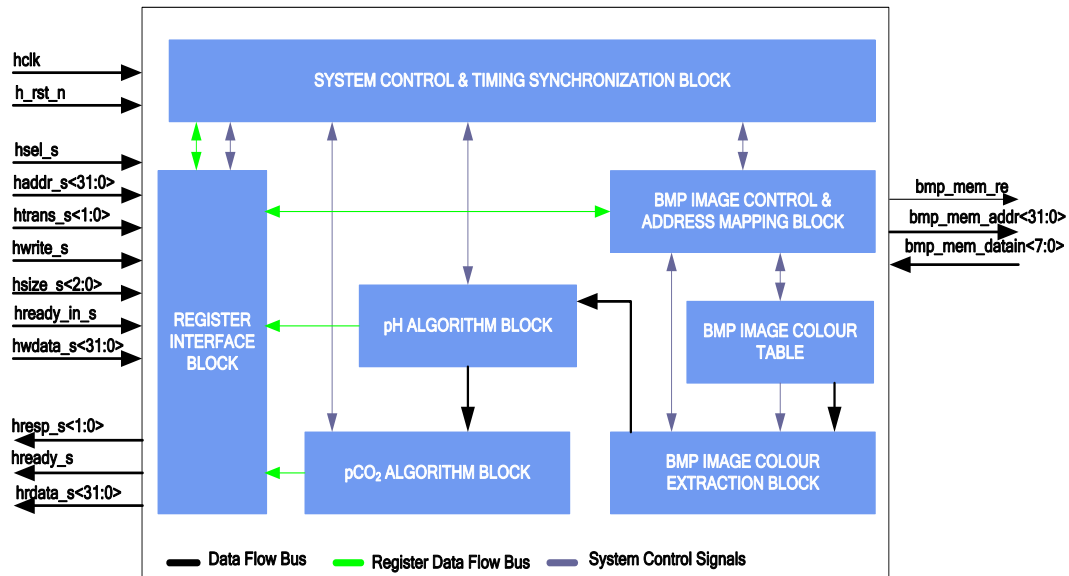 hclk
h_rst_n
hsel_s
haddr_s<31:0>
htrans_s<1:0>
hwrite_s
hsize_s<2:0>
hready_in_s
hwdata_s<31:0>
hresp_s<1:0>
hready_s
hrdata_s<31:0>
SYSTEM CONTROL & TIMING SYNCHRONIZATION BLOCK
REGISTER
INTERFACE
BLOCK
BMP IMAGE CONTROL &
ADDRESS MAPPING BLOCK
pH ALGORITHM BLOCK
BMP IMAGE COLOUR
TABLE
pCO₂ ALGORITHM BLOCK
BMP IMAGE COLOUR
EXTRACTION BLOCK
bmp_mem_re
bmp_mem_addr<31:0>
bmp_mem_datain<7:0>
Data Flow Bus
Register Data Flow Bus
System Control Signals